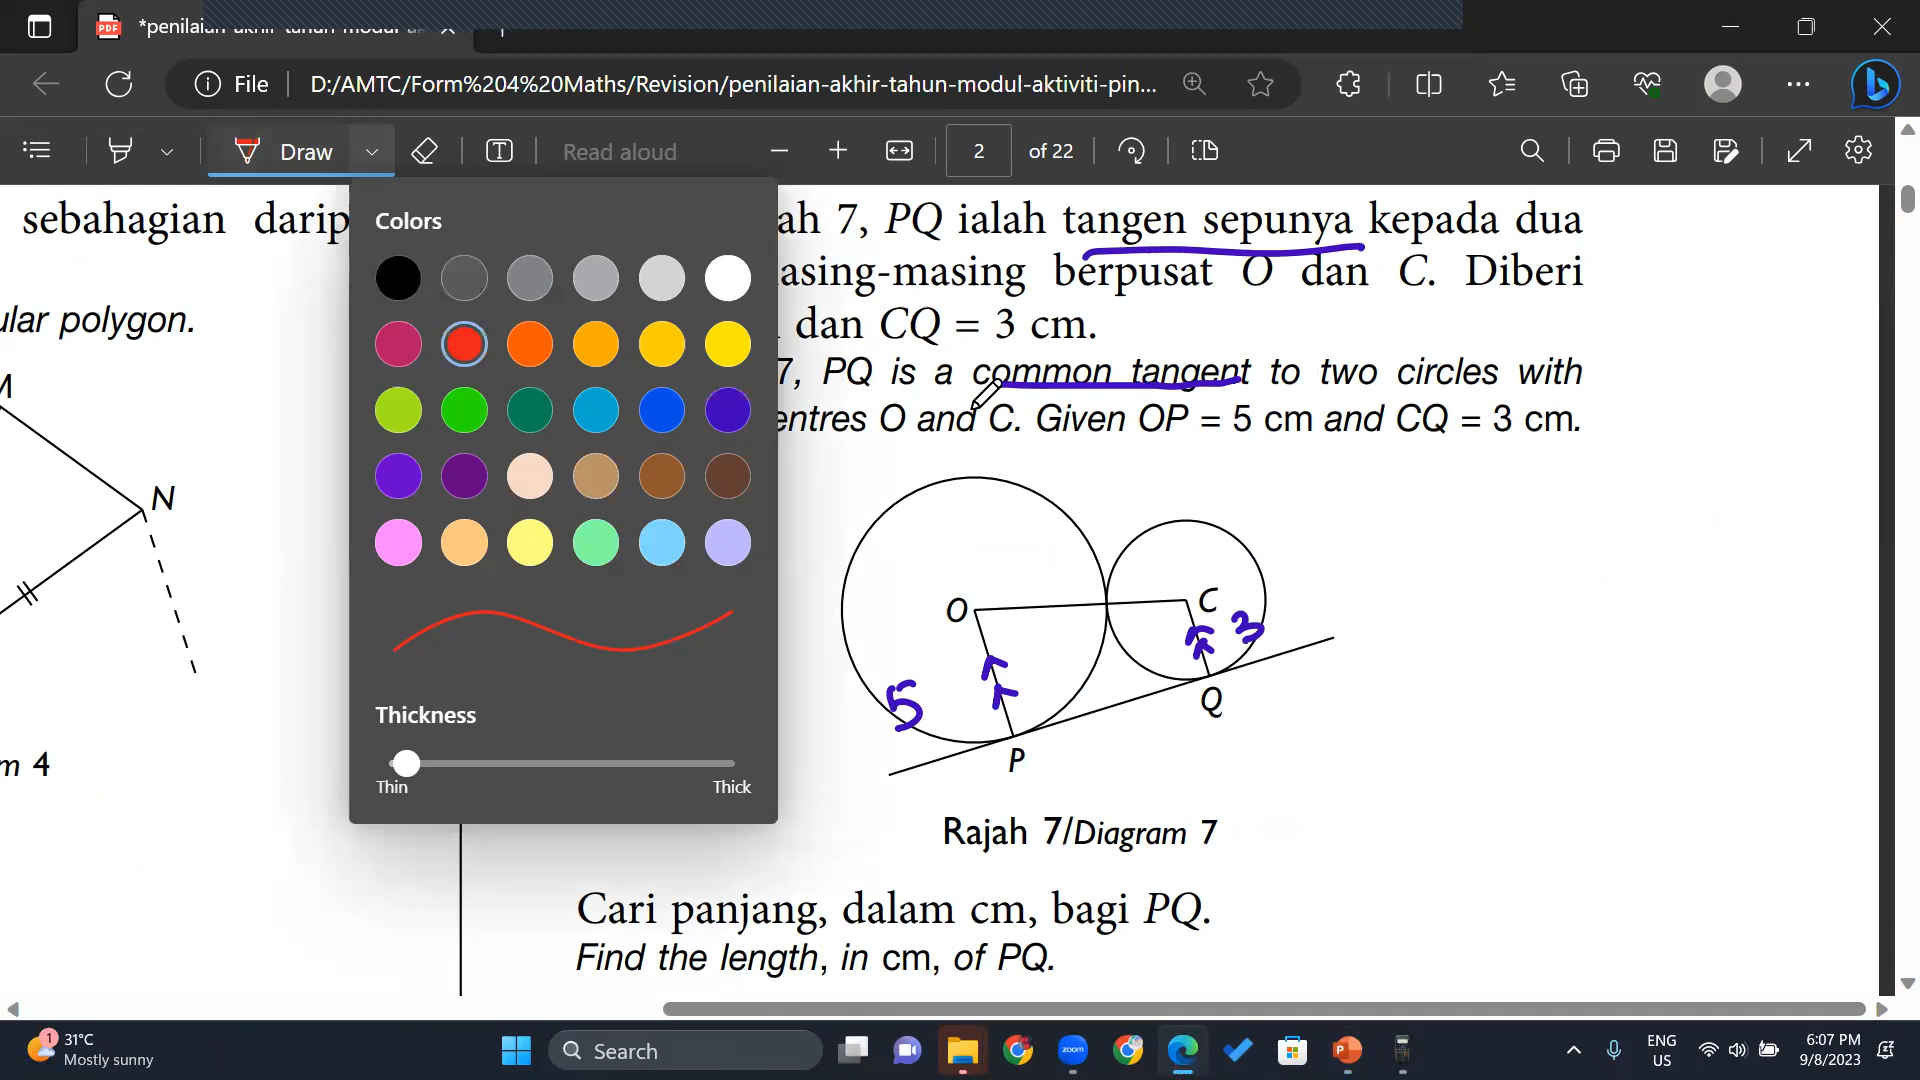 *penilaian-akhir-tahun-modul-a
File
D:/AMTC/Form%204%20Maths/Revision/penilaian-akhir-tahun-modul-aktiviti-pin...
Draw
Read aloud
2
of 22
sebahagian darip
ular polygon.
M
N
m 4
Colors
Thickness
Thin
Thick
ah 7, PQ ialah tangen sepunya kepada dua
asing-masing berpusat O dan C. Diberi
dan CQ = 3 cm.
7, PQ is a common tangent to two circles with
entres O and C. Given OP = 5 cm and CQ = 3 cm.
O
C
3
5
Q
P
Rajah 7/Diagram 7
Cari panjang, dalam cm, bagi PQ.
Find the length, in cm, of PQ.
1
31°C
Mostly sunny
Search
zoom
ENG
US
6:07 PM
9/8/2023